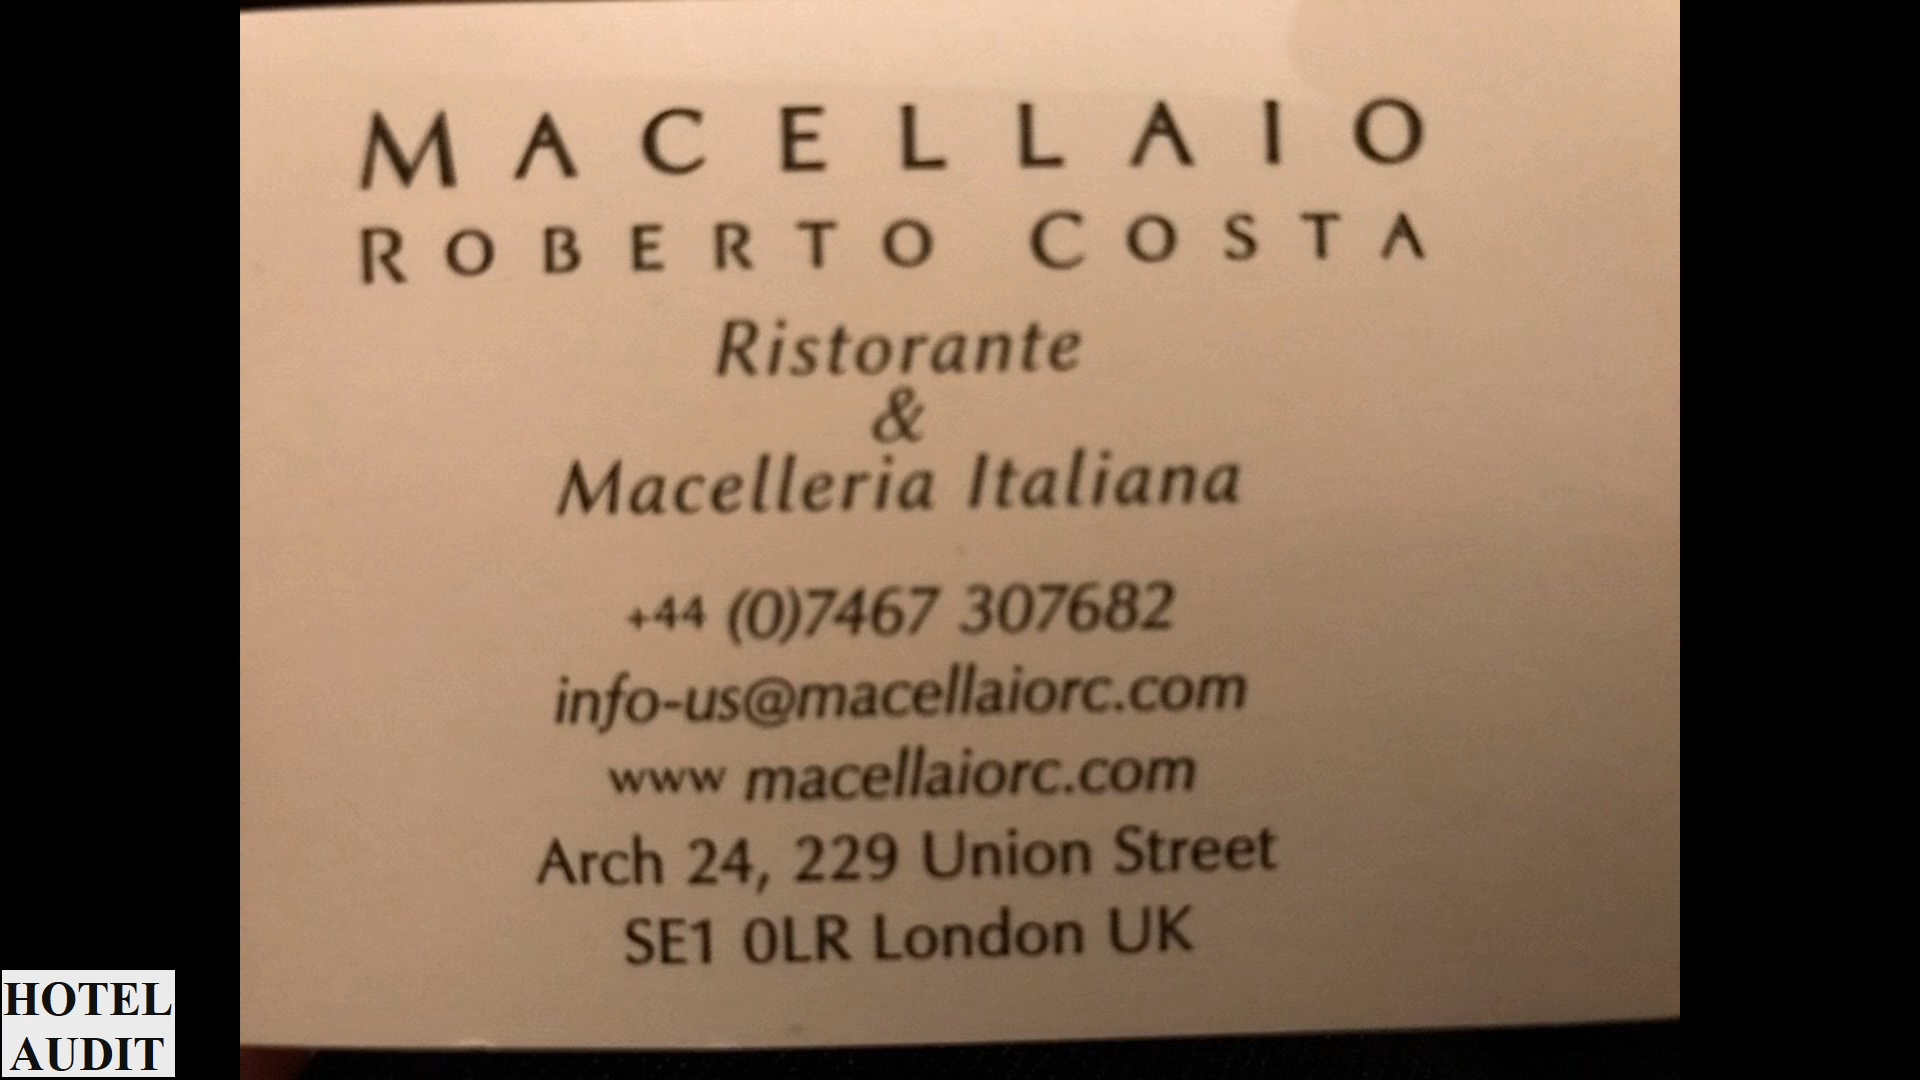 MACELLAIO
ROBERTO COSTA
Ristorante
&
Macelleria Italiana
+44 (0)7467 307682
info-us@macellaiorc.com
www macellaiorc.com
Arch 24, 229 Union Street
SE1 0LR London UK
HOTEL
AUDIT